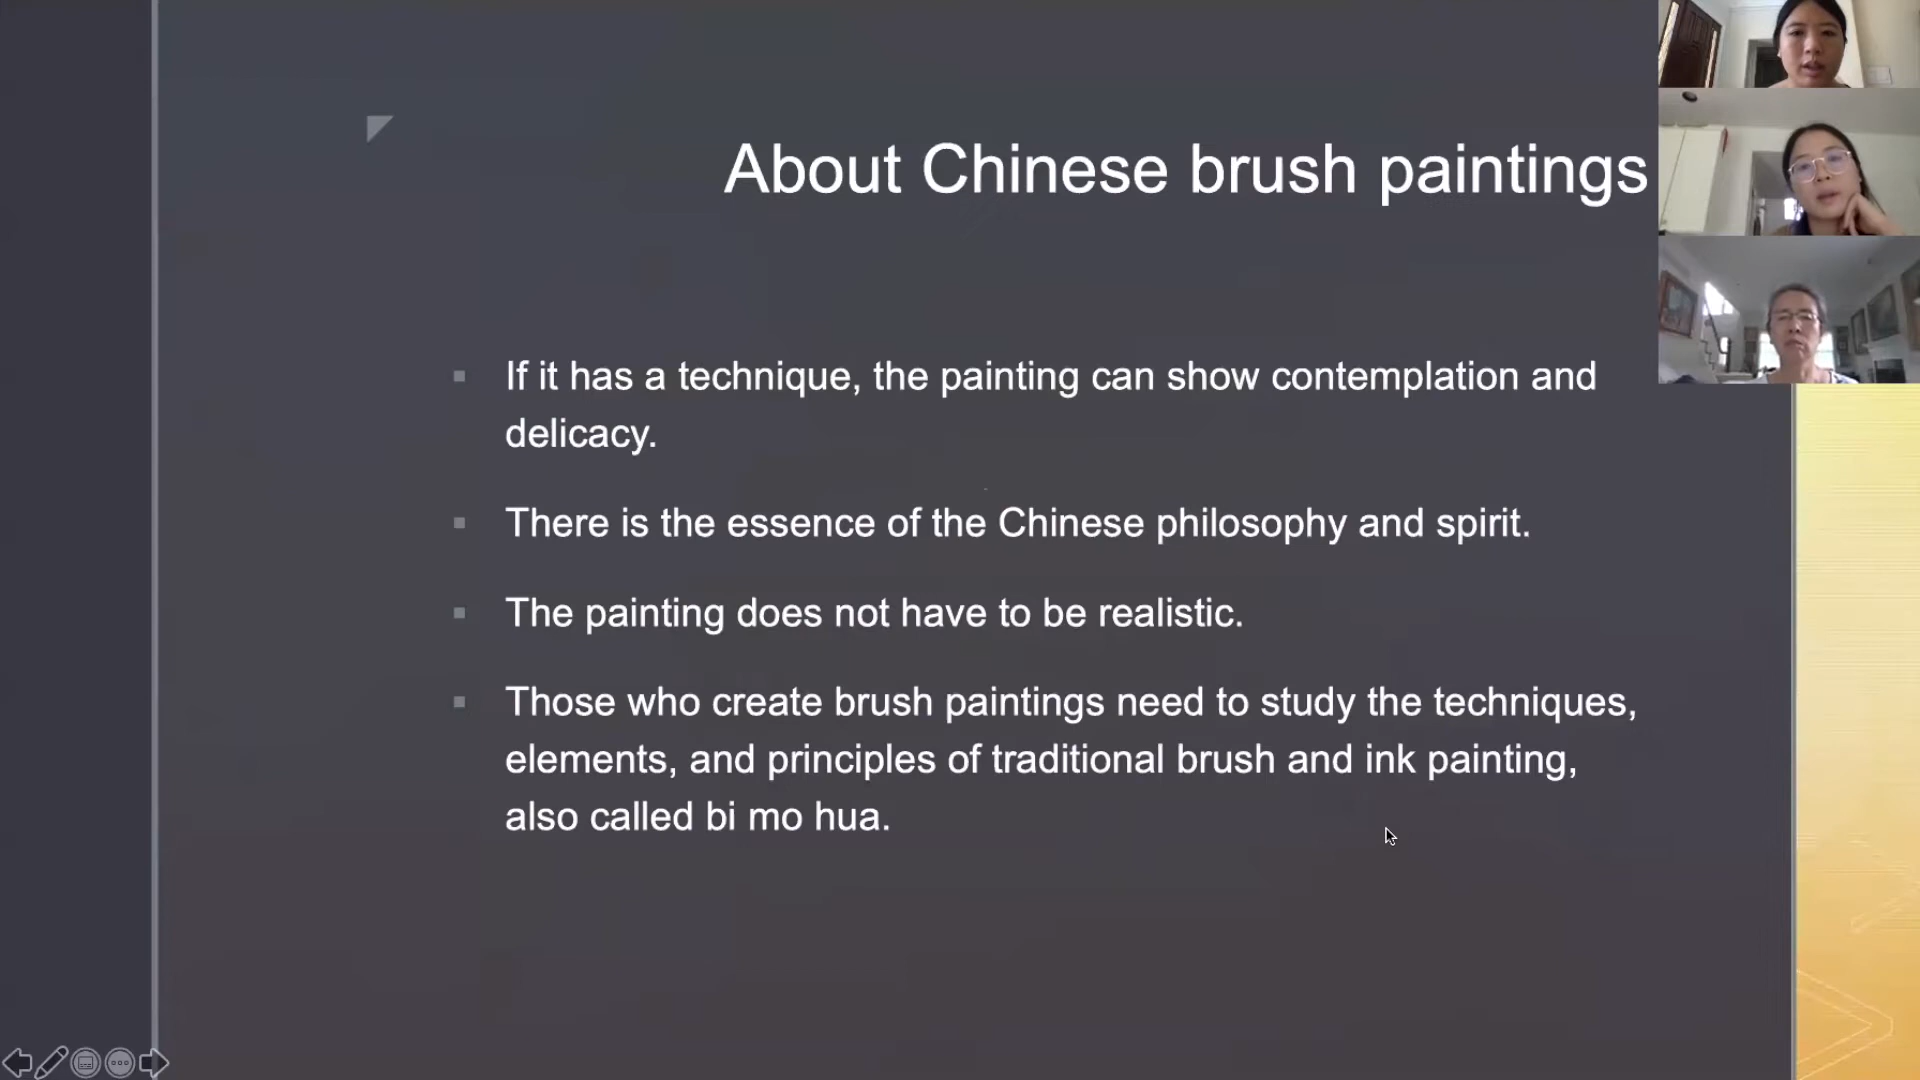 About Chinese brush paintings
If it has a technique, the painting can show contemplation and
delicacy.
There is the essence of the Chinese philosophy and spirit.
The painting does not have to be realistic.
Those who create brush paintings need to study the techniques,
elements, and principles of traditional brush and ink painting,
also called bi mo hua.